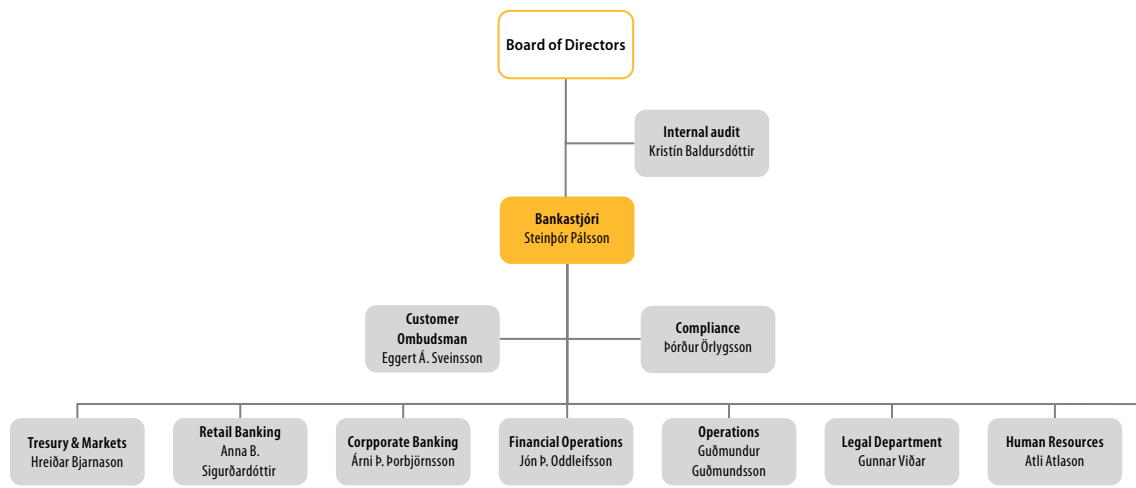 Board of Directors
Internal audit
Kristín Baldursdóttir
Bankastjóri
Steinþór Pálsson
Customer
Ombudsman
Eggert Á. Sveinsson
Compliance
Þórður Örlygsson
Tresury & Markets
Hreiðar Bjarnason
Retail Banking
Anna B.
Sigurðardóttir
Corpporate Banking
Árni Þ. Þorbjörnsson
Financial Operations
Jón Þ. Oddleifsson
Operations
Guðmundur
Guðmundsson
Legal Department
Gunnar Viðar
Human Resources
Atli Atlason